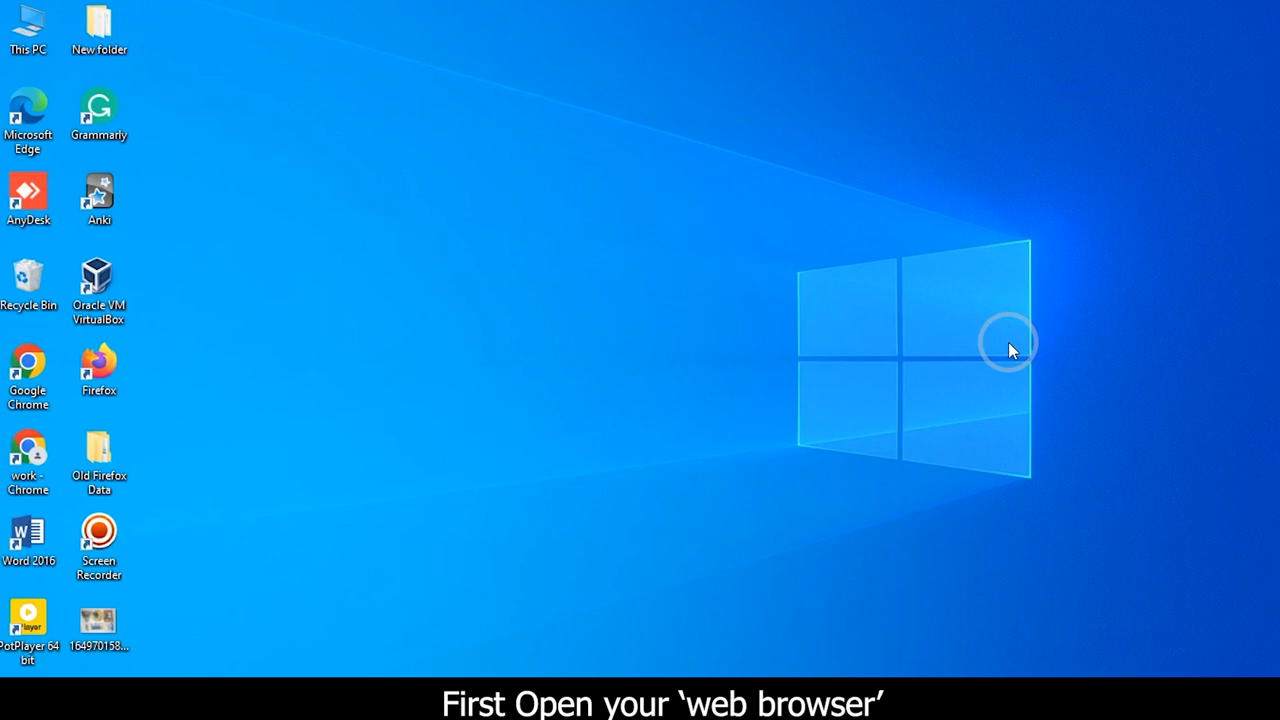 This PC
New folder
Microsoft
Edge
Grammarly
AnyDesk
Anki
Recycle Bin
Oracle VM
VirtualBox
Google
Chrome
Firefox
work -
Chrome
Old Firefox
Data
Word 2016
Screen
Recorder
PotPlayer 64
bit
164970158...
First Open your ‘web browser’